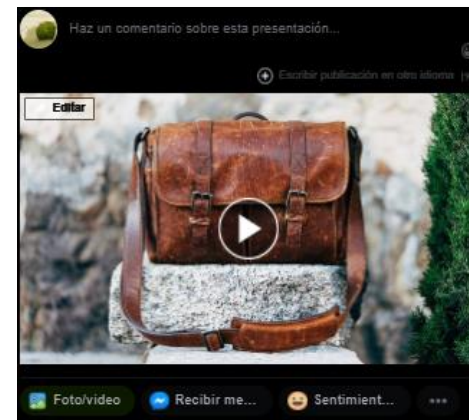 Haz un comentario sobre esta presentación...
Escribir publicación en otro idioma
Editar
Foto/video
Recibir me...
Sentimient...